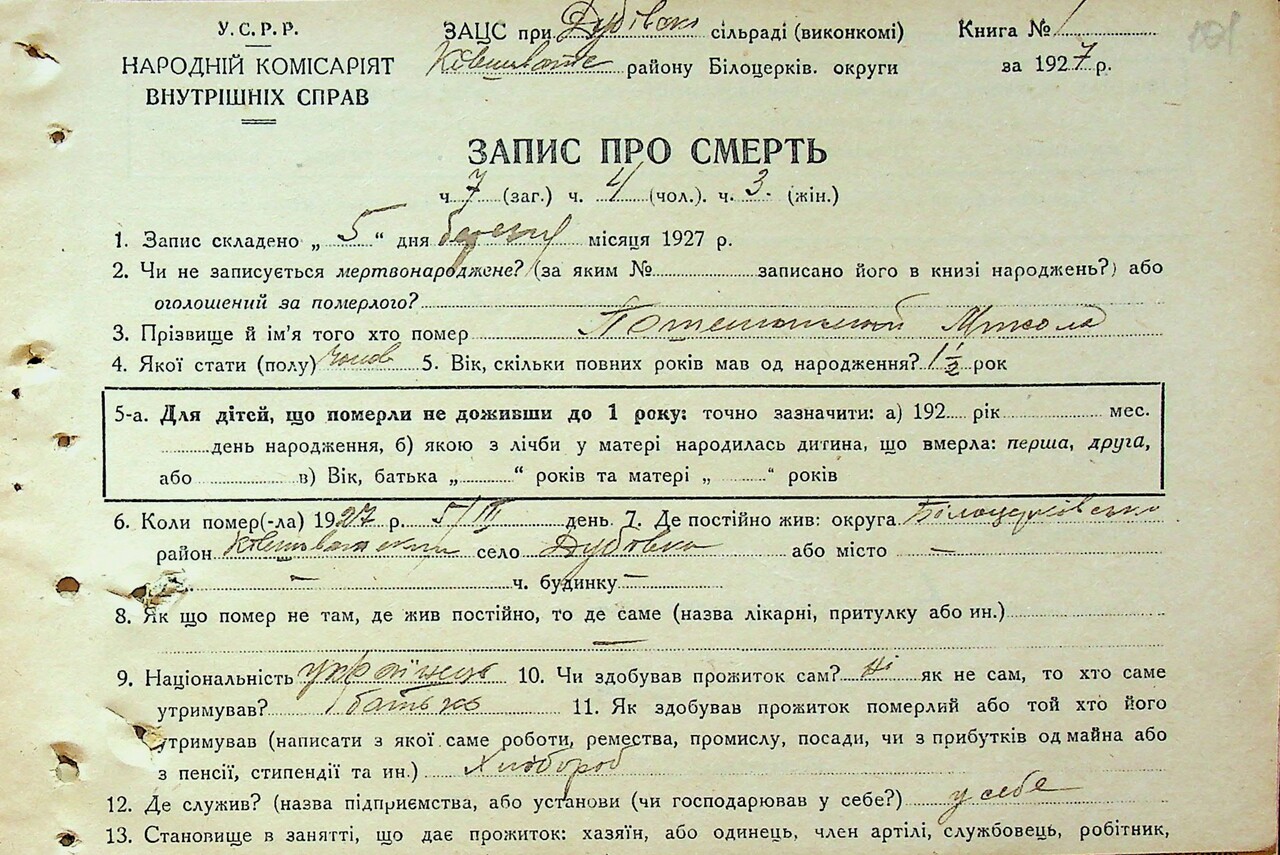 У.С.Р.Р.
НАРОДНІЙ КОМІСАРІЯТ
ВНУТРІШНІХ СПРАВ
ЗАЦС при сільраді (виконкомі)
району Білоцерків. округи
Книга № 1
за 1927 р.
101
ЗАПИС ПРО СМЕРТЬ
ч. 7 (заг.) ч. 4 (чол.). ч. 3. (жін.)
1. Запис складено „ 5 “ дня березня місяця 1927 р.
2. Чи не записується мертвонароджене? (за яким № записано його в книзі народжень?) або
оголошений за померлого?
3. Прізвище й ім'я того хто помер Микола
4. Якої стати (полу) чолов 5. Вік, скільки повних років мав од народження? 1 1/2 рок
5-а. Для дітей, що померли не доживши до 1 року: точно зазначити: а) 192 рік мес.
день народження, б) якою з лічби у матері народилась дитина, що вмерла: перша, друга,
або в) Вік, батька „ “ років та матері „ “ років
6. Коли помер(-ла) 1927 р. 5/III день 7. Де постійно жив: округа Білоцерківсько
район село Дубівка або місто —
— ч. будинку —
8. Як що помер не там, де жив постійно, то де саме (назва лікарні, притулку або ин.)
—
9. Національність українець 10. Чи здобував прожиток сам? ні як не сам, то хто саме
утримував? батько 11. Як здобував прожиток померлий або той хто його
утримував (написати з якої саме роботи, ремества, промислу, посади, чи з прибутків од майна або
з пенсії, стипендії та ин.) Хлібороб
12. Де служив? (назва підприємства, або установи (чи господарював у себе?) у себе
13. Становище в занятті, що дає прожиток: хазяїн, або одинець, член артілі, службовець, робітник,